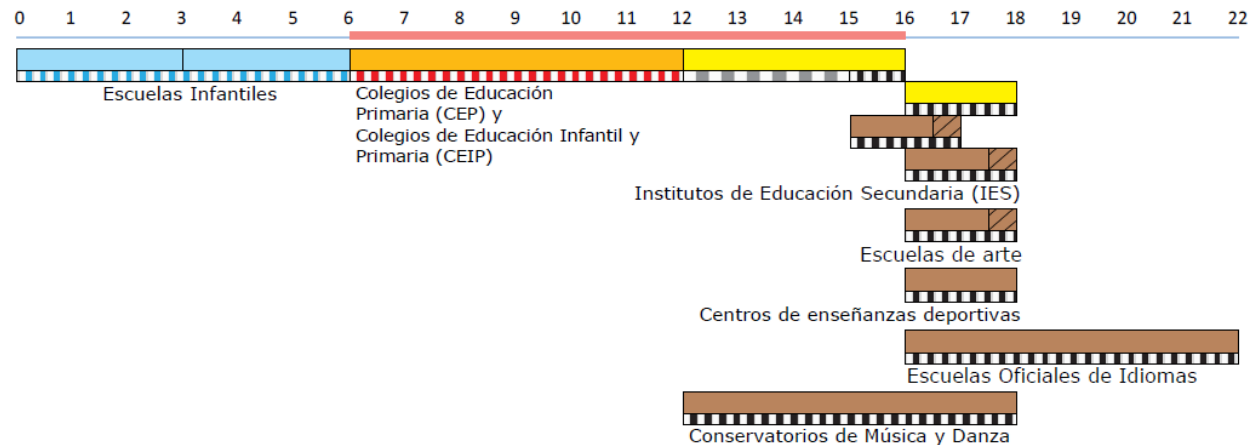 0 1 2 3 4 5 6 7 8 9 10 11 12 13 14 15 16 17 18 19 20 21 22
Escuelas Infantiles
Colegios de Educación
Primaria (CEP) y
Colegios de Educación Infantil y
Primaria (CEIP)
Institutos de Educación Secundaria (IES)
Escuelas de arte
Centros de enseñanzas deportivas
Escuelas Oficiales de Idiomas
Conservatorios de Música y Danza